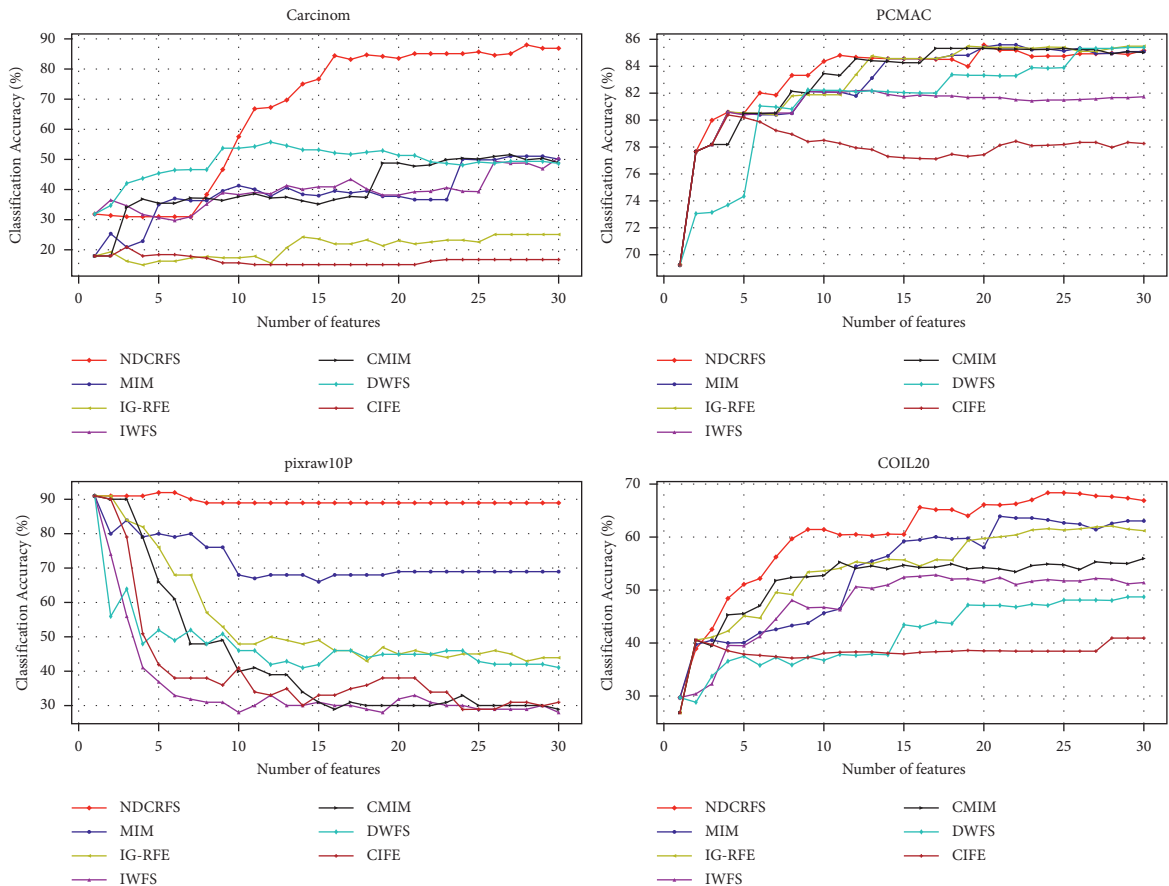 Carcinom
Classification Accuracy (%)
90
80
70
60
50
40
30
20
0 5 10 15 20 25 30
Number of features
NDCRFS
MIM
IG-RFE
IWFS
CMIM
DWFS
CIFE
PCMAC
Classification Accuracy (%)
86
84
82
80
78
76
74
72
70
0 5 10 15 20 25 30
Number of features
NDCRFS
MIM
IG-RFE
IWFS
CMIM
DWFS
CIFE
pixraw10P
Classification Accuracy (%)
90
80
70
60
50
40
30
0 5 10 15 20 25 30
Number of features
NDCRFS
MIM
IG-RFE
IWFS
CMIM
DWFS
CIFE
COIL20
Classification Accuracy (%)
70
60
50
40
30
0 5 10 15 20 25 30
Number of features
NDCRFS
MIM
IG-RFE
IWFS
CMIM
DWFS
CIFE